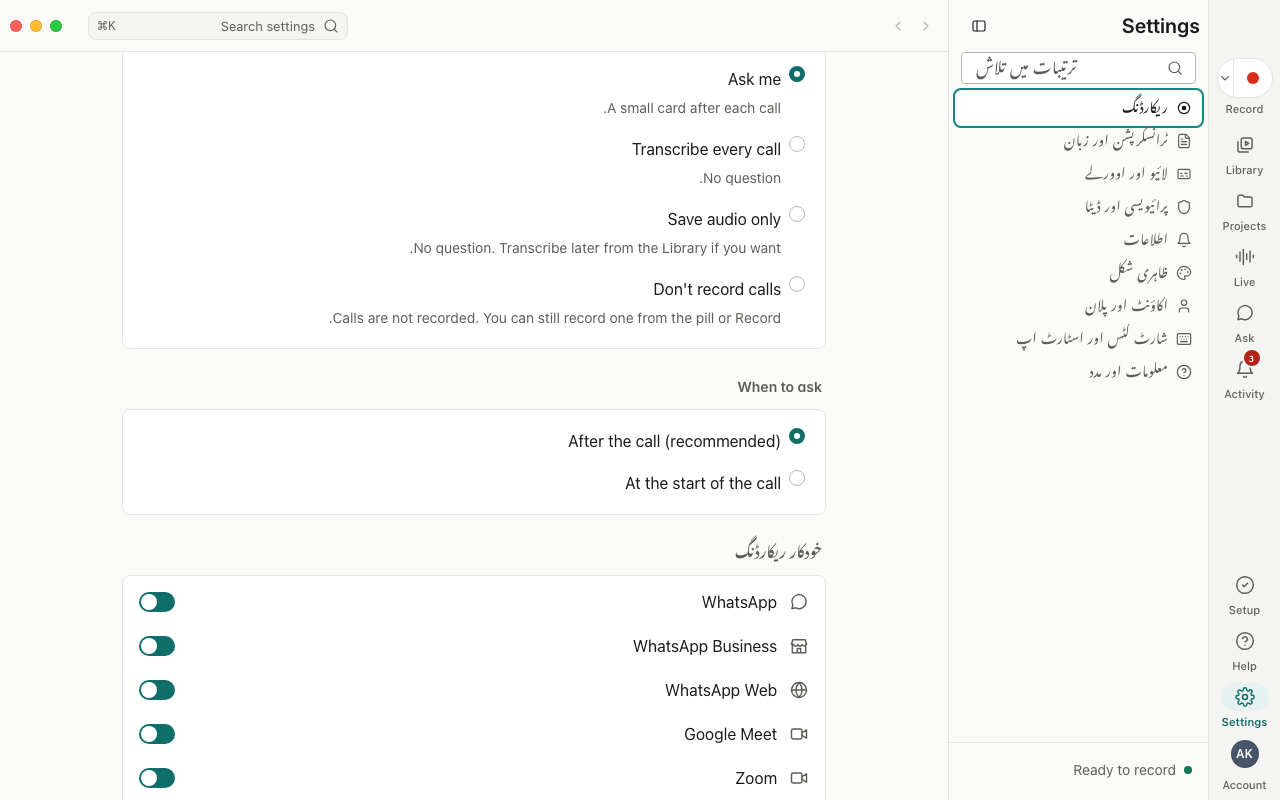 ⌘K
Search settings
Settings
ترتیبات میں تلاش
ریکارڈنگ
ٹرانسکرپشن اور زبان
لائیو اور اوورلے
پرائیویسی اور ڈیٹا
اطلاعات
ظاہری شکل
اکاؤنٹ اور پلان
شارٹ کٹس اور اسٹارٹ اپ
معلومات اور مدد
Ready to record
Record
Library
Projects
Live
Ask
3
Activity
Setup
Help
Settings
AK
Account
Ask me
.A small card after each call
Transcribe every call
.No question
Save audio only
.No question. Transcribe later from the Library if you want
Don't record calls
.Calls are not recorded. You can still record one from the pill or Record
When to ask
After the call (recommended)
At the start of the call
خودکار ریکارڈنگ
WhatsApp
WhatsApp Business
WhatsApp Web
Google Meet
Zoom